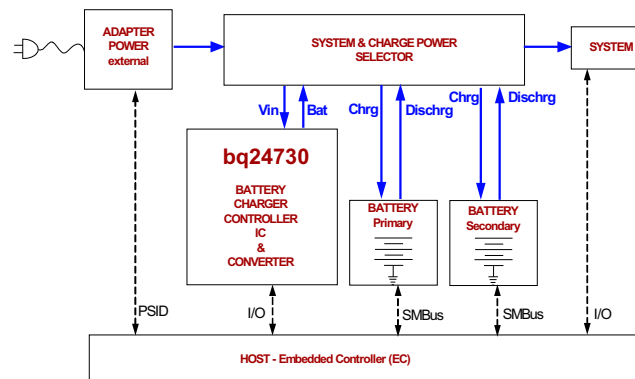 ADAPTER
POWER
external
SYSTEM & CHARGE POWER
SELECTOR
SYSTEM
Vin
Bat
Chrg
Dischrg
Chrg
Dischrg
bq24730
BATTERY
CHARGER
CONTROLLER
IC
&
CONVERTER
BATTERY
Primary
BATTERY
Secondary
PSID
I/O
SMBus
SMBus
I/O
HOST - Embedded Controller (EC)